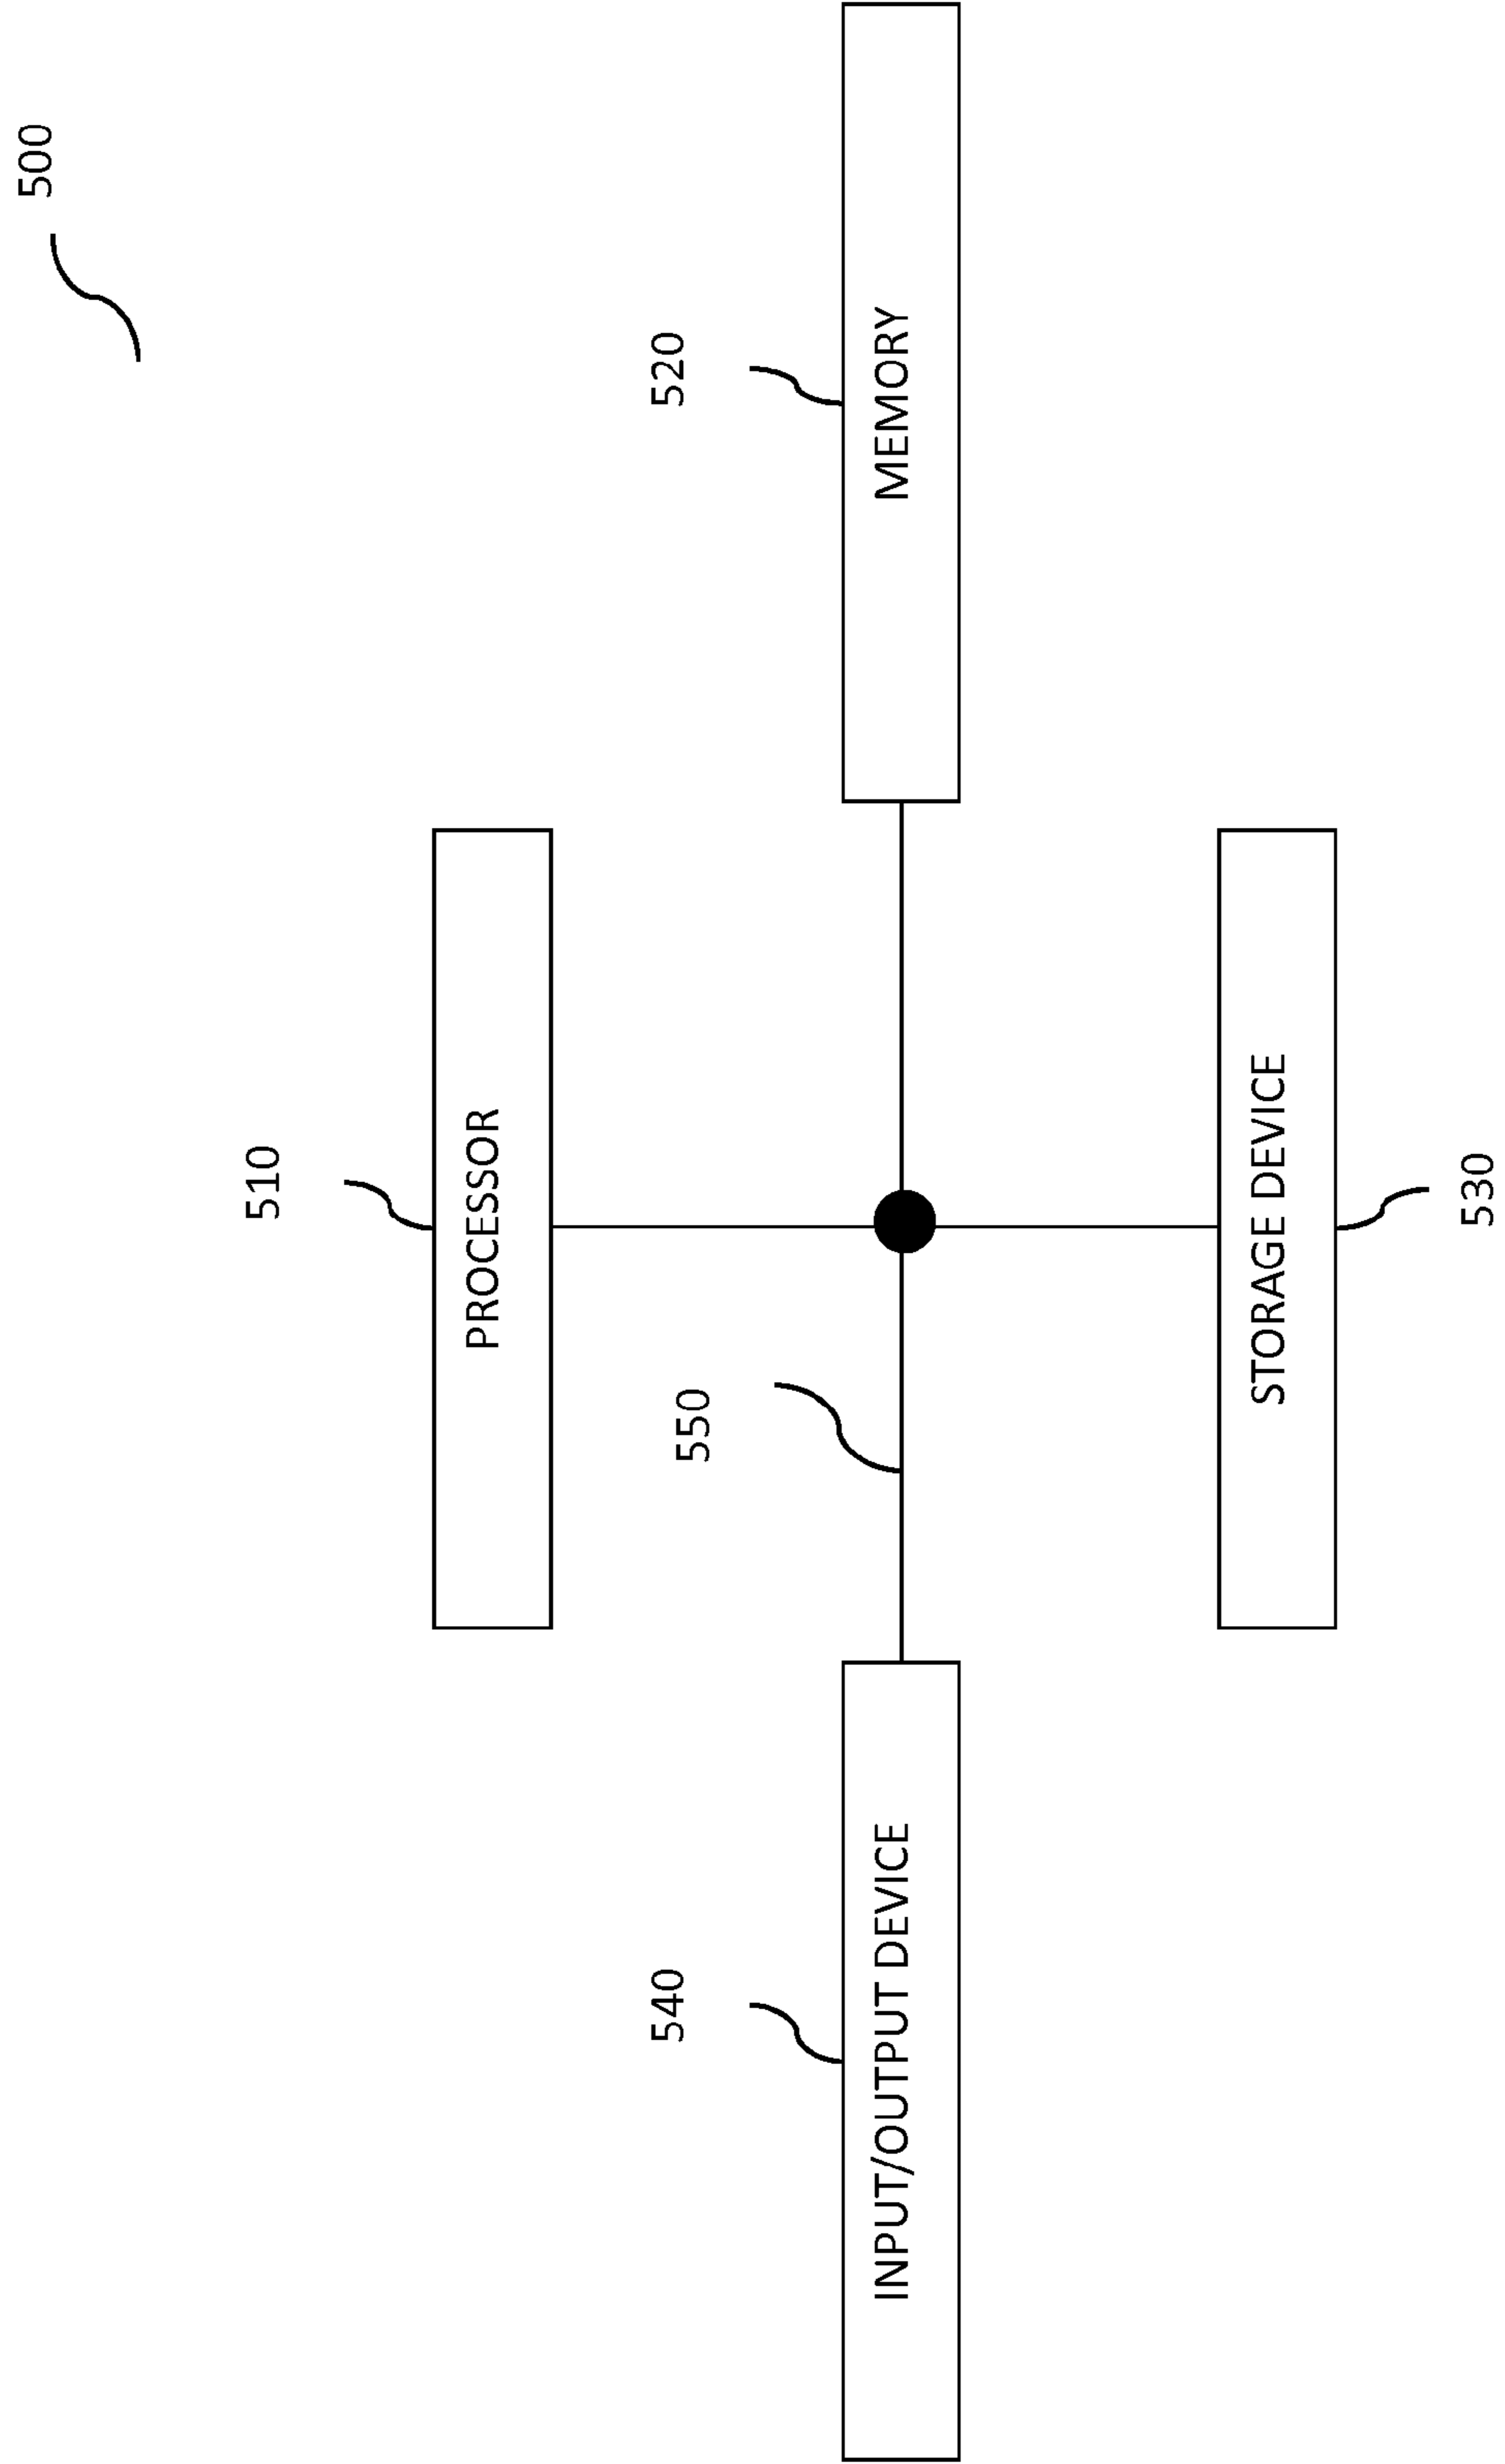 500
510
PROCESSOR
540
550
520
INPUT/OUTPUT DEVICE
MEMORY
STORAGE DEVICE
530